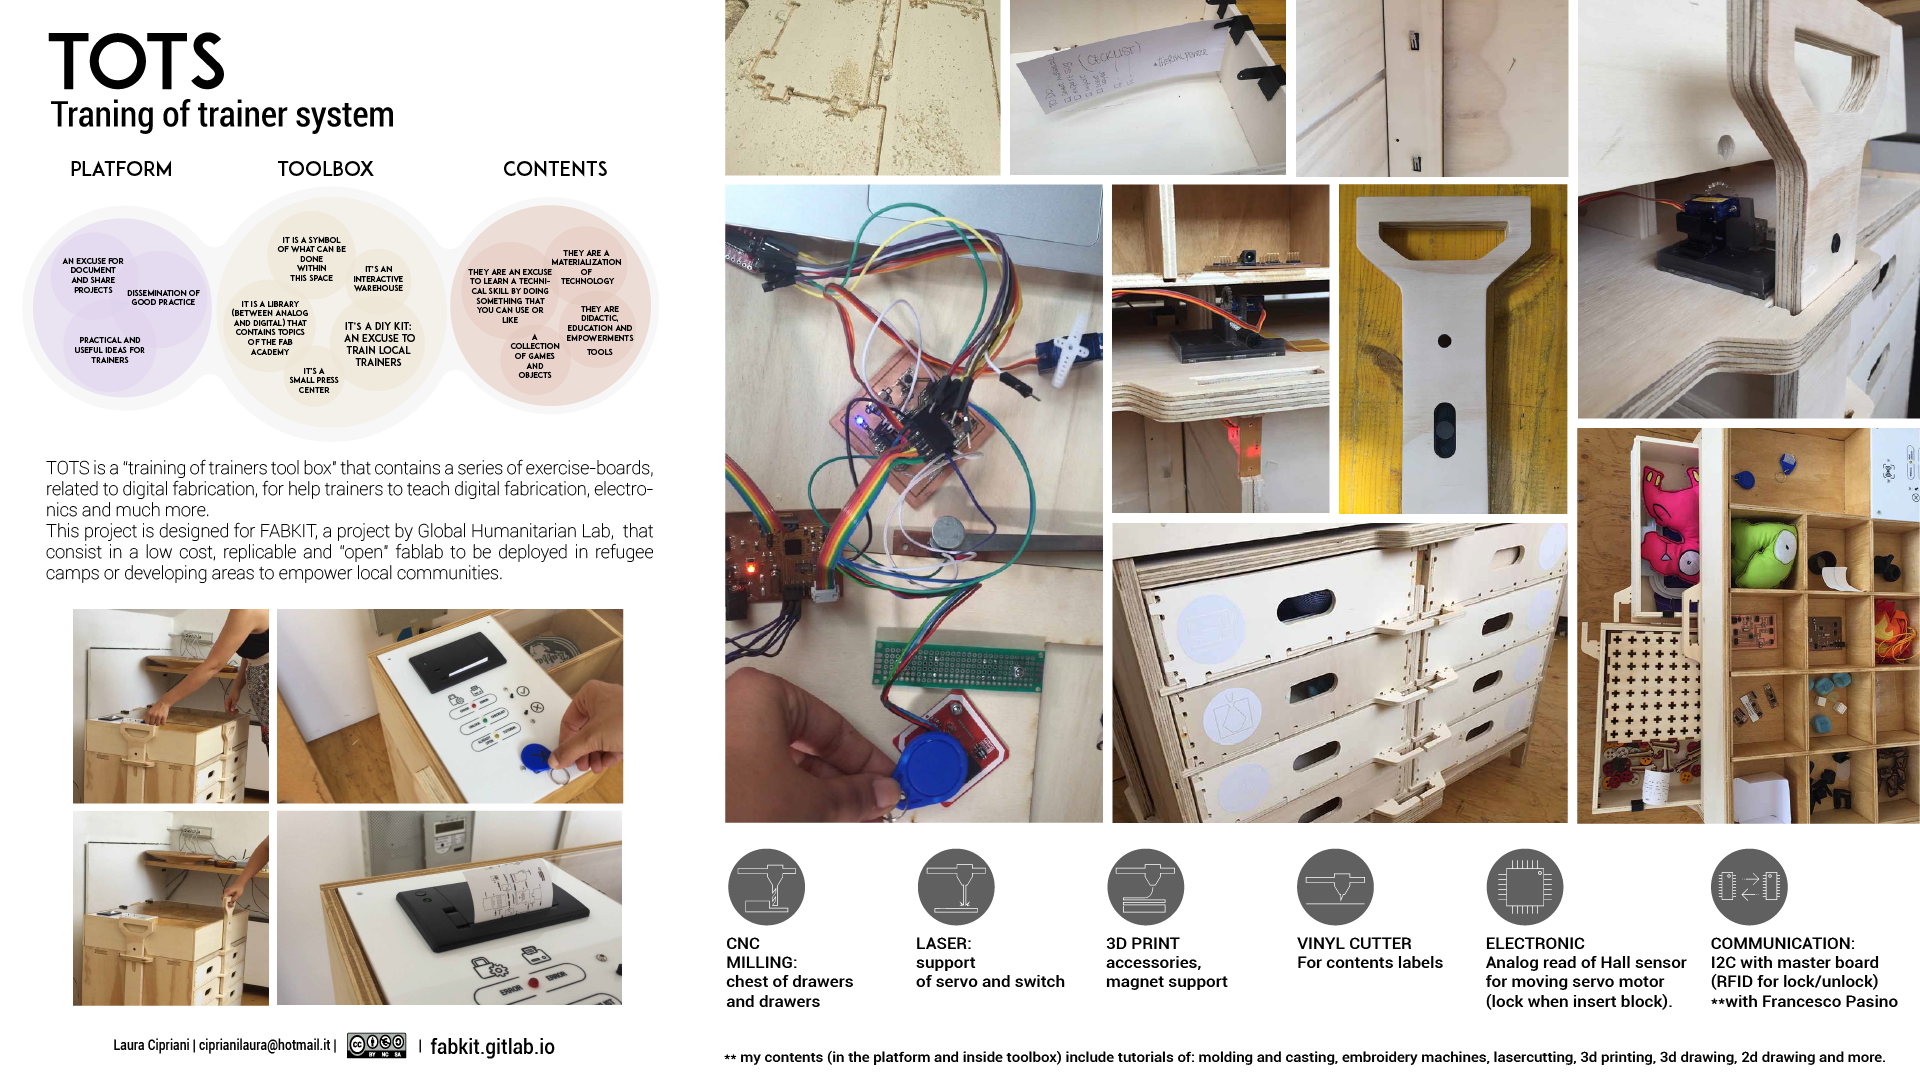 TOTS
Traning of trainer system
PLATFORM
TOOLBOX
CONTENTS
AN EXCUSE FOR
DOCUMENT
AND SHARE
PROJECTS
DISSEMINATION OF
GOOD PRACTICE
PRACTICAL AND
USEFUL IDEAS FOR
TRAINERS
IT IS A SYMBOL
OF WHAT CAN BE
DONE
WITHIN
THIS SPACE
IT'S AN
INTERACTIVE
WAREHOUSE
IT IS A LIBRARY
(BETWEEN ANALOG
AND DIGITAL) THAT
CONTAINS TOPICS
OF THE FAB
ACADEMY
IT'S A DIY KIT:
AN EXCUSE TO
TRAIN LOCAL
TRAINERS
IT'S A
SMALL PRESS
CENTER
THEY ARE A
MATERIALIZATION
OF
TECHNOLOGY
THEY ARE AN EXCUSE
TO LEARN A TECHNI-
CAL SKILL BY DOING
SOMETHING THAT
YOU CAN USE OR
LIKE
THEY ARE
DIDACTIC,
EDUCATION AND
EMPOWERMENTS
TOOLS
A
COLLECTION
OF GAMES
AND
OBJECTS
TOTS is a “training of trainers tool box” that contains a series of exercise-boards,
related to digital fabrication, for help trainers to teach digital fabrication, electro-
nics and much more.
This project is designed for FABKIT, a project by Global Humanitarian Lab, that
consist in a low cost, replicable and “open” fablab to be deployed in refugee
camps or developing areas to empower local communities.
ERROR
ERROR
CNC
MILLING:
chest of drawers
and drawers
LASER:
support
of servo and switch
3D PRINT
accessories,
magnet support
VINYL CUTTER
For contents labels
ELECTRONIC
Analog read of Hall sensor
for moving servo motor
(lock when insert block).
COMMUNICATION:
I2C with master board
(RFID for lock/unlock)
**with Francesco Pasino
Laura Cipriani | ciprianilaura@hotmail.it |
CC BY NC SA
| fabkit.gitlab.io
** my contents (in the platform and inside toolbox) include tutorials of: molding and casting, embroidery machines, lasercutting, 3d printing, 3d drawing, 2d drawing and more.